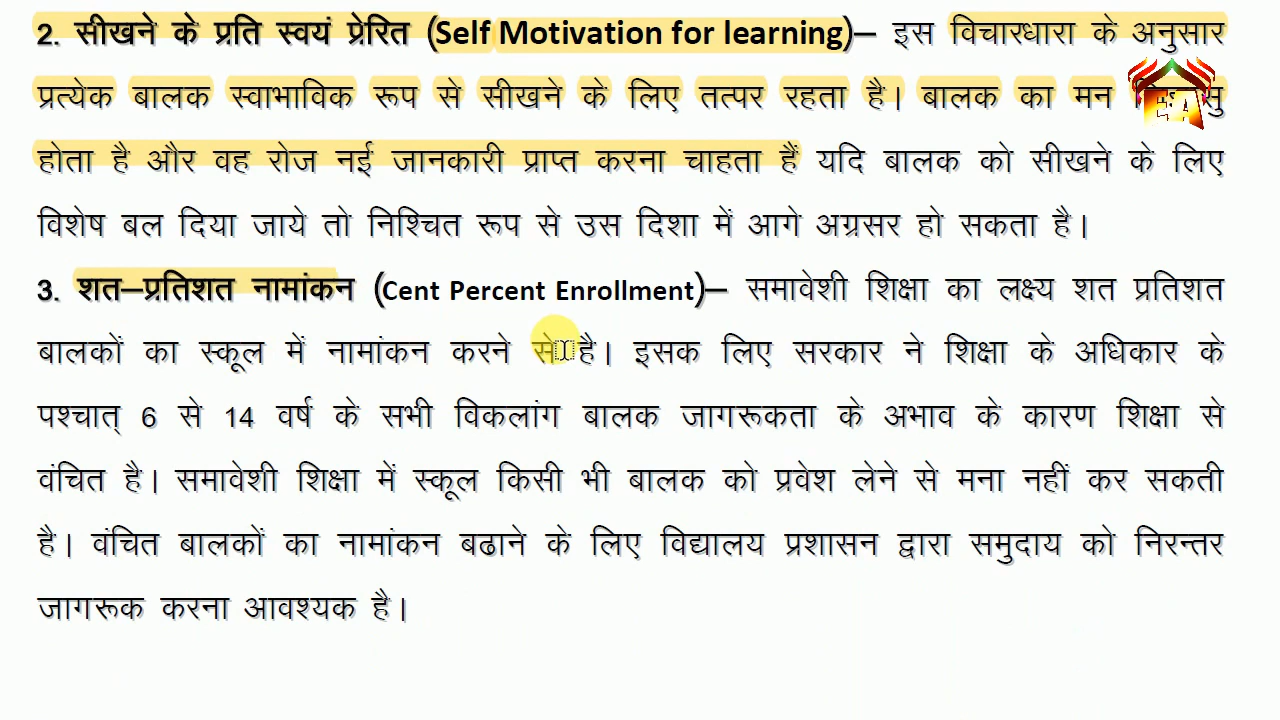 2. सीखने के प्रति स्वयं प्रेरित (Self Motivation for learning)– इस विचारधारा के अनुसार
प्रत्येक बालक स्वाभाविक रूप से सीखने के लिए तत्पर रहता है। बालक का मन
होता है और वह रोज नई जानकारी प्राप्त करना चाहता हैं यदि बालक को सीखने के लिए
विशेष बल दिया जाये तो निश्चित रूप से उस दिशा में आगे अग्रसर हो सकता है।
3. शत–प्रतिशत नामांकन (Cent Percent Enrollment)– समावेशी शिक्षा का लक्ष्य शत प्रतिशत
बालकों का स्कूल में नामांकन करने से है। इसक लिए सरकार ने शिक्षा के अधिकार के
पश्चात् 6 से 14 वर्ष के सभी विकलांग बालक जागरूकता के अभाव के कारण शिक्षा से
वंचित है। समावेशी शिक्षा में स्कूल किसी भी बालक को प्रवेश लेने से मना नहीं कर सकती
है। वंचित बालकों का नामांकन बढाने के लिए विद्यालय प्रशासन द्वारा समुदाय को निरन्तर
जागरूक करना आवश्यक है।